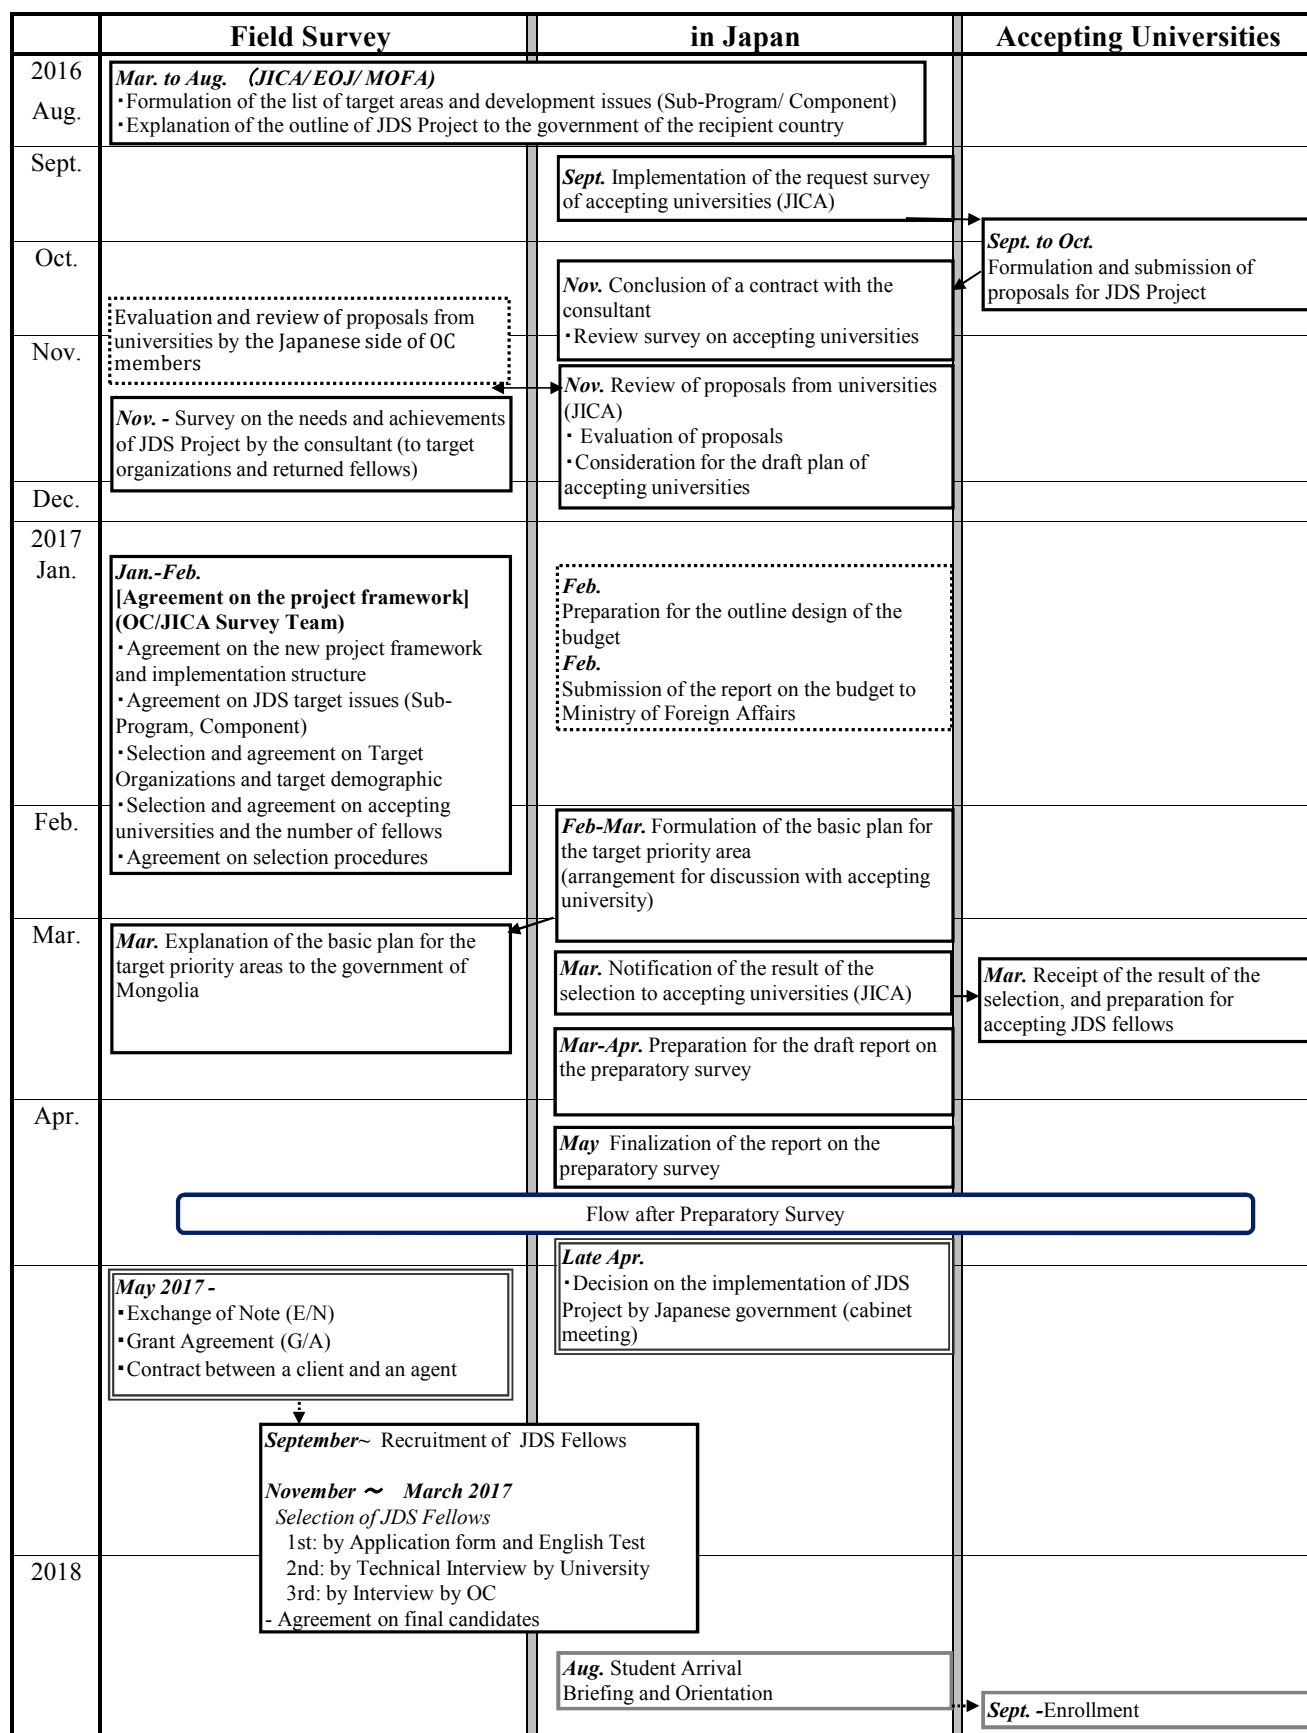 Field Survey
in Japan
Accepting Universities
2016
Aug.
Mar. to Aug. （JICA/ EOJ/ MOFA)
・Formulation of the list of target areas and development issues (Sub-Program/ Component)
・Explanation of the outline of JDS Project to the government of the recipient country
Sept.
Sept. Implementation of the request survey
of accepting universities (JICA)
Sept. to Oct.
Formulation and submission of
proposals for JDS Project
Oct.
Nov. Conclusion of a contract with the
consultant
・Review survey on accepting universities
Evaluation and review of proposals from
universities by the Japanese side of OC
members
Nov.
Nov. Review of proposals from universities
(JICA)
・ Evaluation of proposals
・Consideration for the draft plan of
accepting universities
Nov. - Survey on the needs and achievements
of JDS Project by the consultant (to target
organizations and returned fellows)
Dec.
2017
Jan.
Jan.-Feb.
[Agreement on the project framework]
(OC/JICA Survey Team)
・Agreement on the new project framework
and implementation structure
・Agreement on JDS target issues (Sub-
Program, Component)
・Selection and agreement on Target
Organizations and target demographic
・Selection and agreement on accepting
universities and the number of fellows
・Agreement on selection procedures
Feb.
Preparation for the outline design of the
budget
Feb.
Submission of the report on the budget to
Ministry of Foreign Affairs
Feb.
Feb-Mar. Formulation of the basic plan for
the target priority area
(arrangement for discussion with accepting
university)
Mar.
Mar. Explanation of the basic plan for the
target priority areas to the government of
Mongolia
Mar. Notification of the result of the
selection to accepting universities (JICA)
Mar. Receipt of the result of the
selection, and preparation for
accepting JDS fellows
Mar-Apr. Preparation for the draft report on
the preparatory survey
Apr.
May Finalization of the report on the
preparatory survey
Flow after Preparatory Survey
Late Apr.
・Decision on the implementation of JDS
Project by Japanese government (cabinet
meeting)
May 2017 -
・Exchange of Note (E/N)
・Grant Agreement (G/A)
・Contract between a client and an agent
September~ Recruitment of JDS Fellows
November ～ March 2017
Selection of JDS Fellows
1st: by Application form and English Test
2nd: by Technical Interview by University
3rd: by Interview by OC
- Agreement on final candidates
2018
Aug. Student Arrival
Briefing and Orientation
Sept. -Enrollment